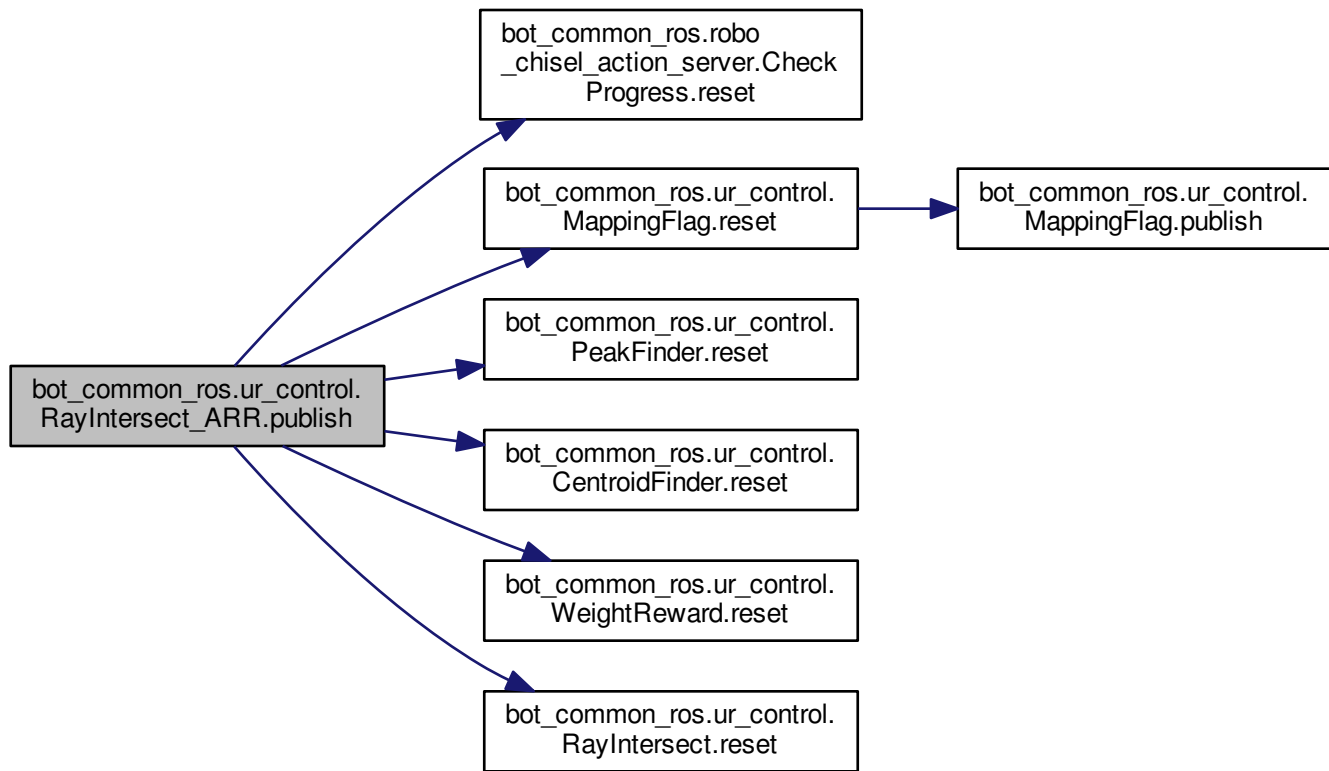 bot_common_ros.robo
_chisel_action_server.Check
Progress.reset
bot_common_ros.ur_control.
MappingFlag.reset
bot_common_ros.ur_control.
MappingFlag.publish
bot_common_ros.ur_control.
PeakFinder.reset
bot_common_ros.ur_control.
RayIntersect_ARR.publish
bot_common_ros.ur_control.
CentroidFinder.reset
bot_common_ros.ur_control.
WeightReward.reset
bot_common_ros.ur_control.
RayIntersect.reset